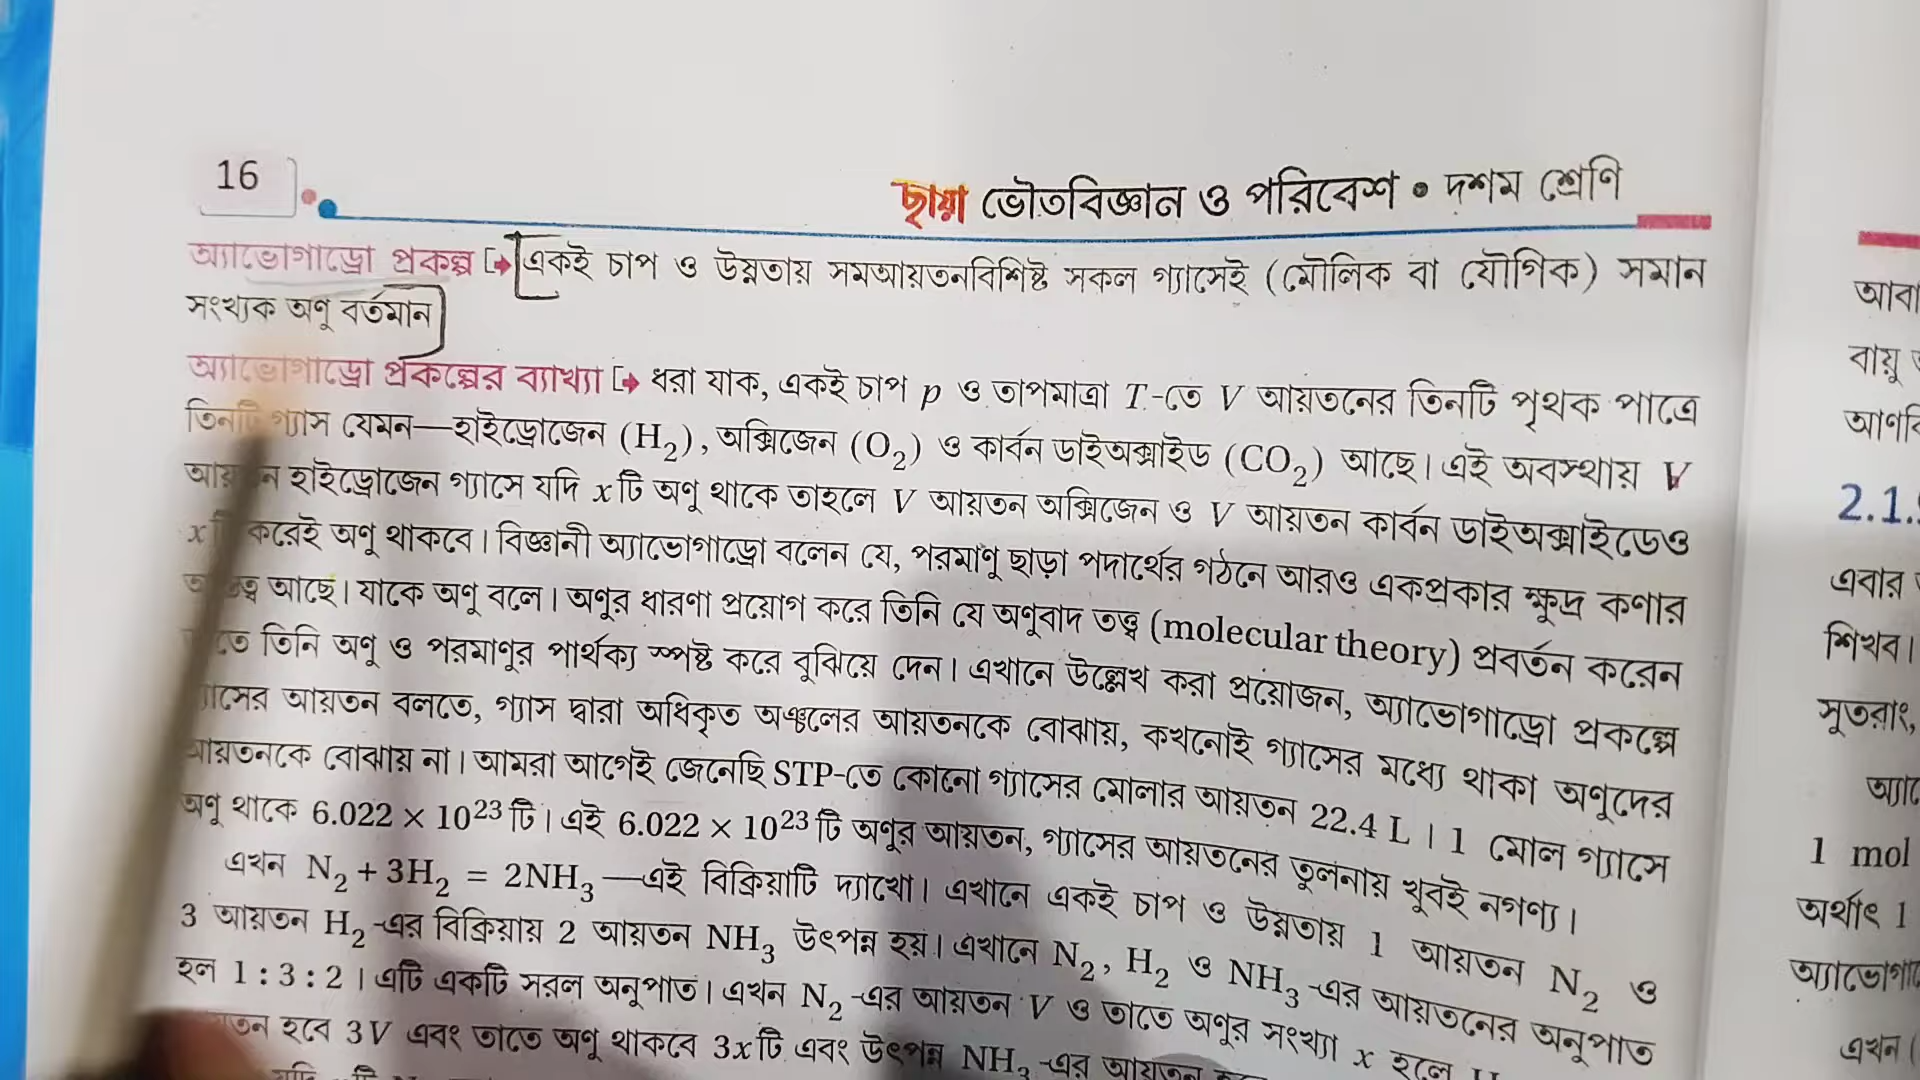 16
ছায়া ভৌতবিজ্ঞান ও পরিবেশ • দশম শ্রেণি
অ্যাভোগাড্রো প্রকল্প একই চাপ ও উষ্ণতায় সমআয়তনবিশিষ্ট সকল গ্যাসেই (মৌলিক বা যৌগিক) সমান
সংখ্যক অণু বর্তমান
অ্যাভোগাড্রো প্রকল্পের ব্যাখ্যা ধরা যাক, একই চাপ p ও তাপমাত্রা T-তে V আয়তনের তিনটি পৃথক পাত্রে
তিনটি গ্যাস যেমন—হাইড্রোজেন (H₂), অক্সিজেন (O₂) ও কার্বন ডাইঅক্সাইড (CO₂) আছে। এই অবস্থায় V
হাইড্রোজেন গ্যাসে যদি x টি অণু থাকে তাহলে V আয়তন অক্সিজেন ও V আয়তন কার্বন ডাইঅক্সাইডেও
x করেই অণু থাকবে। বিজ্ঞানী অ্যাভোগাড্রো বলেন যে, পরমাণু ছাড়া পদার্থের গঠনে আরও একপ্রকার ক্ষুদ্র কণার
আছে। যাকে অণু বলে। অণুর ধারণা প্রয়োগ করে তিনি যে অণুবাদ তত্ত্ব (molecular theory) প্রবর্তন করেন
তিনি অণু ও পরমাণুর পার্থক্য স্পষ্ট করে বুঝিয়ে দেন। এখানে উল্লেখ করা প্রয়োজন, অ্যাভোগাড্রো প্রকল্পে
আয়তন বলতে, গ্যাস দ্বারা অধিকৃত অঞ্চলের আয়তনকে বোঝায়, কখনোই গ্যাসের মধ্যে থাকা অণুদের
আয়তনকে বোঝায় না। আমরা আগেই জেনেছি STP-তে কোনো গ্যাসের মোলার আয়তন 22.4 L । 1 মোল গ্যাসে
অণু থাকে 6.022 × 10²³ টি। এই 6.022 × 10²³ টি অণুর আয়তন, গ্যাসের আয়তনের তুলনায় খুবই নগণ্য।
এখন N₂ + 3H₂ = 2NH₃ —এই বিক্রিয়াটি দ্যাখো। এখানে একই চাপ ও উষ্ণতায় 1 আয়তন N₂ ও
3 আয়তন H₂-এর বিক্রিয়ায় 2 আয়তন NH₃ উৎপন্ন হয়। এখানে N₂, H₂ ও NH₃-এর আয়তনের অনুপাত
হল 1 : 3 : 2 । এটি একটি সরল অনুপাত। এখন N₂-এর আয়তন V ও তাতে অণুর সংখ্যা x হলে
হবে 3V এবং তাতে অণু থাকবে 3x টি এবং উৎপন্ন NH₃-এর আয়তন
আবা
বায়ু
আণবি
2.1.
এবার
শিখব।
সুতরাং,
অ্যা
1 mol
অর্থাৎ 1
অ্যাভোগা
এখন (